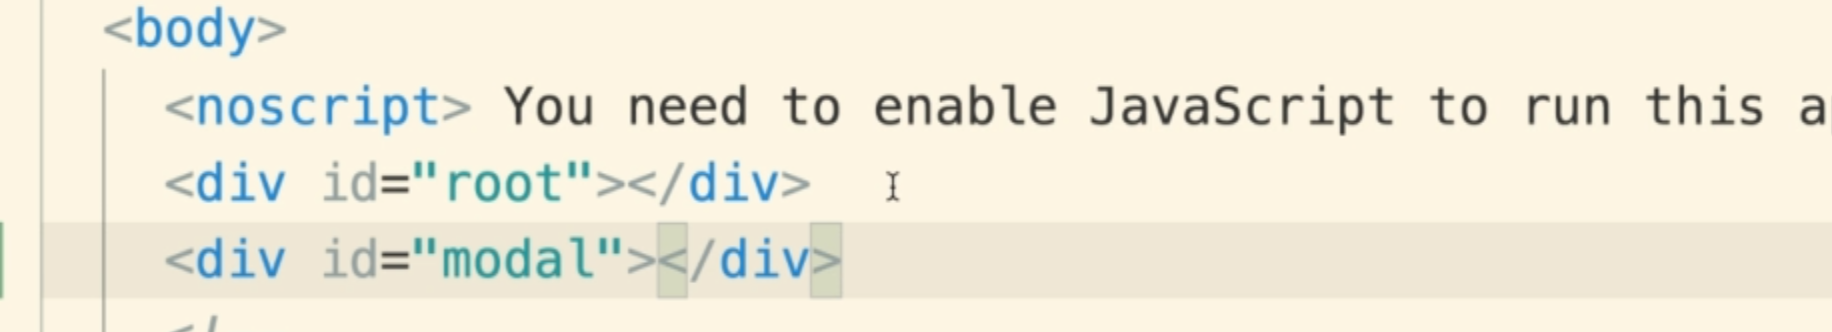 <body>
<noscript> You need to enable JavaScript to run this
<div id="root"></div>
<div id="modal"></div>